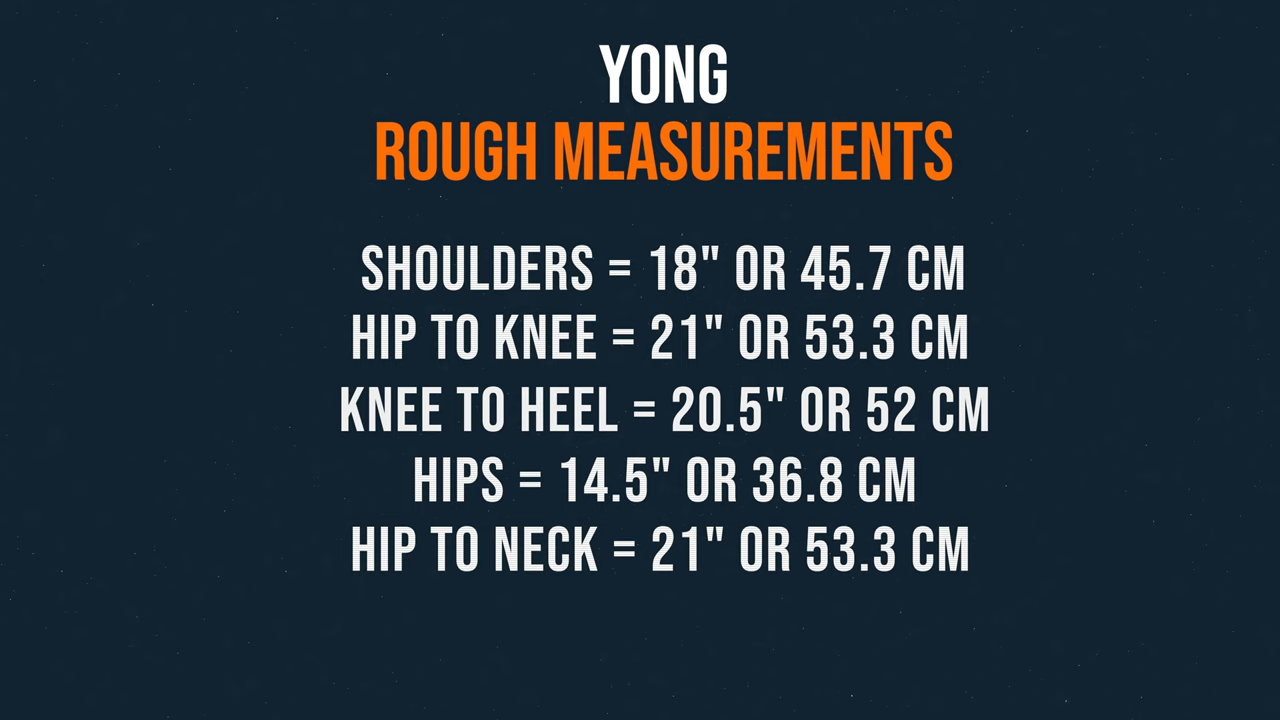 YONG
ROUGH MEASUREMENTS
SHOULDERS = 18" OR 45.7 CM
HIP TO KNEE = 21" OR 53.3 CM
KNEE TO HEEL = 20.5" OR 52 CM
HIPS = 14.5" OR 36.8 CM
HIP TO NECK = 21" OR 53.3 CM